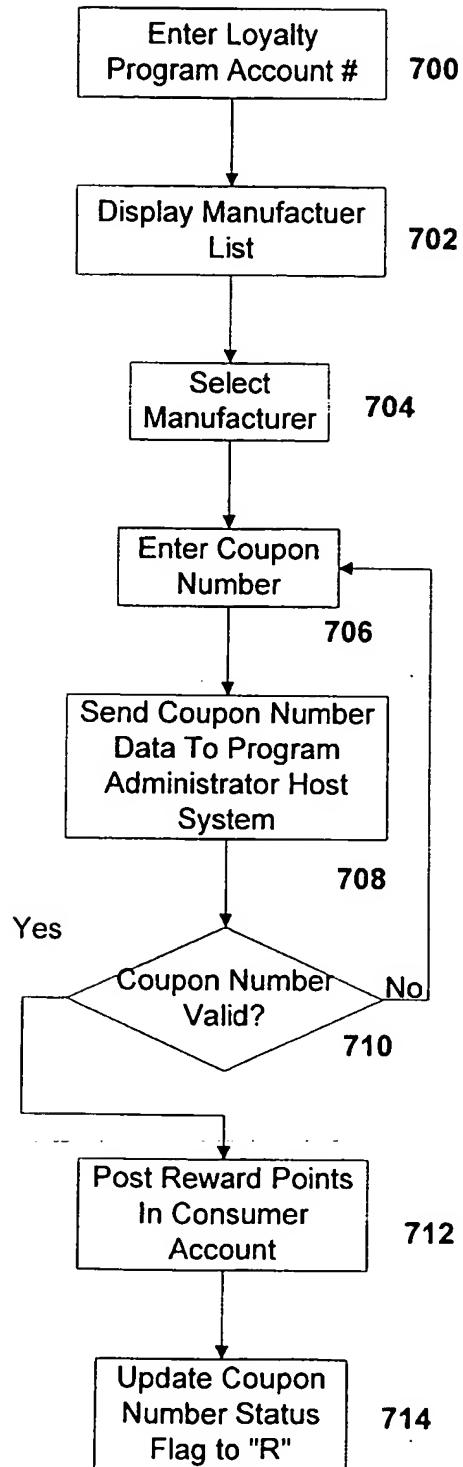 Enter Loyalty
Program Account #
700
Display Manufactuer
List
702
Select
Manufacturer
704
Enter Coupon
Number
706
Send Coupon Number
Data To Program
Administrator Host
System
708
Yes
Coupon Number
Valid?
No
710
Post Reward Points
In Consumer
Account
712
Update Coupon
Number Status
Flag to "R"
714